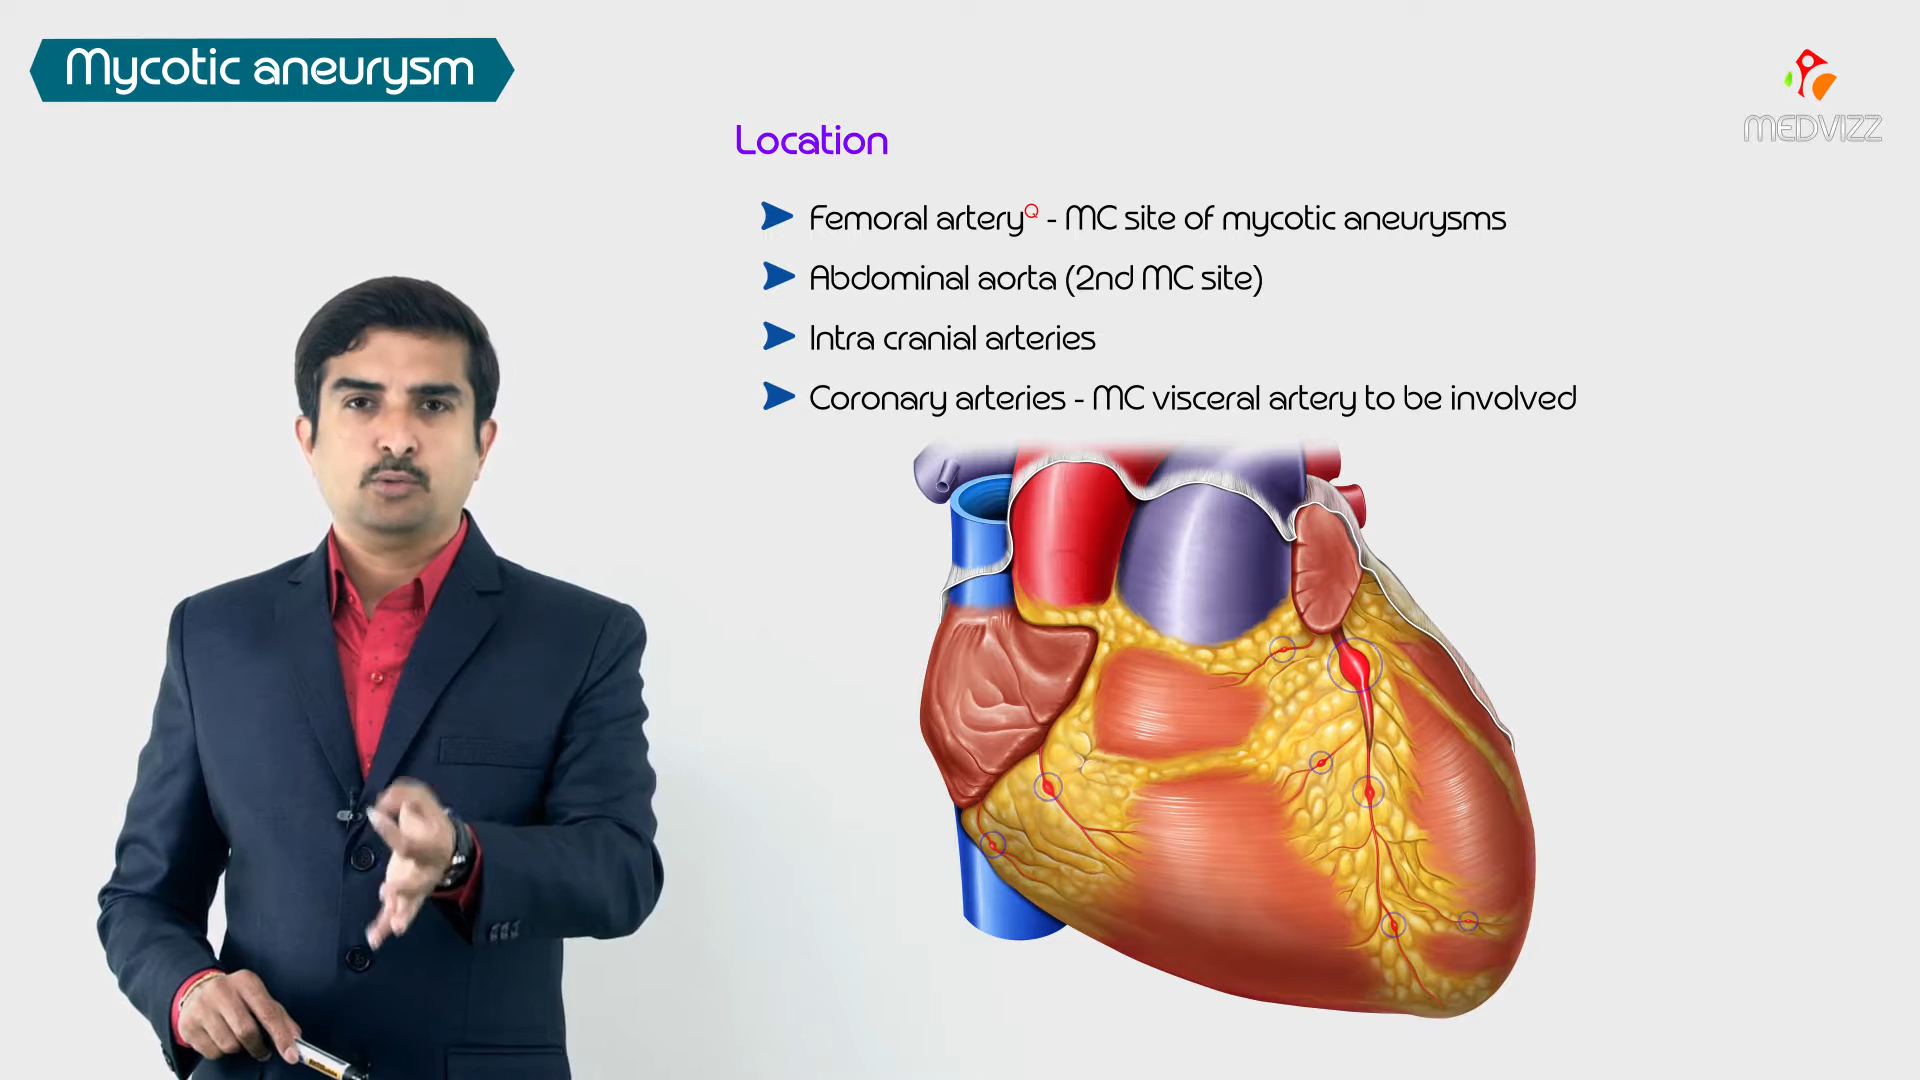 Mycotic aneurysm
MEDVIZZ
Location
Femoral arteryQ - MC site of mycotic aneurysms
Abdominal aorta (2nd MC site)
Intra cranial arteries
Coronary arteries - MC visceral artery to be involved